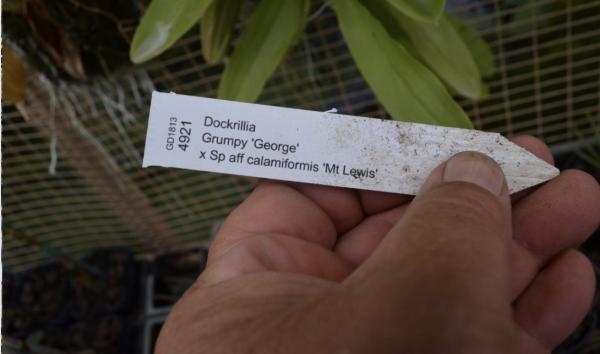 GD1813
4921
Dockrillia
Grumpy 'George'
x Sp aff calamiformis 'Mt Lewis'